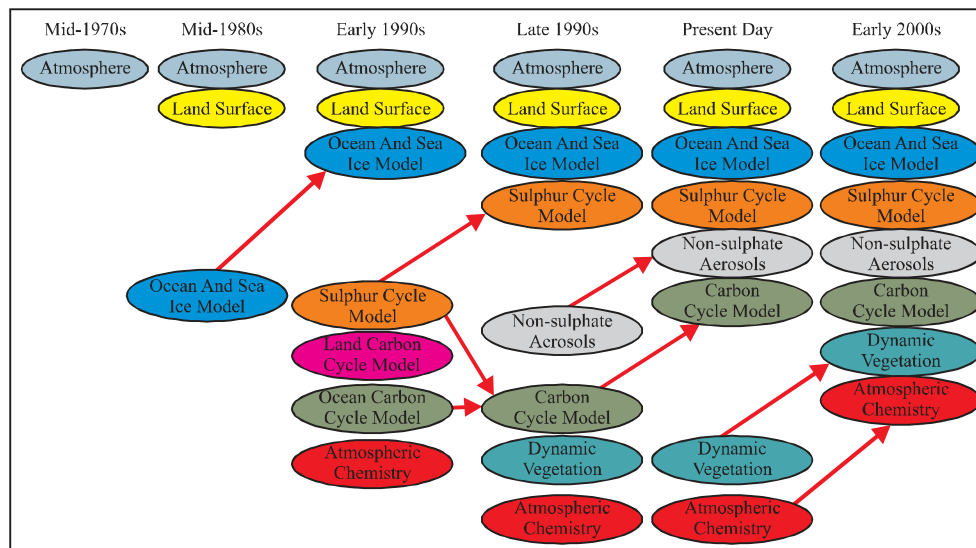 Mid-1970s
Mid-1980s
Early 1990s
Late 1990s
Present Day
Early 2000s
Atmosphere
Atmosphere
Atmosphere
Atmosphere
Atmosphere
Atmosphere
Land Surface
Land Surface
Land Surface
Land Surface
Land Surface
Ocean And Sea
Ice Model
Ocean And Sea
Ice Model
Ocean And Sea
Ice Model
Ocean And Sea
Ice Model
Sulphur Cycle
Model
Sulphur Cycle
Model
Sulphur Cycle
Model
Non-sulphate
Aerosols
Non-sulphate
Aerosols
Ocean And Sea
Ice Model
Sulphur Cycle
Model
Carbon
Cycle Model
Carbon
Cycle Model
Non-sulphate
Aerosols
Land Carbon
Cycle Model
Dynamic
Vegetation
Ocean Carbon
Cycle Model
Carbon
Cycle Model
Atmospheric
Chemistry
Atmospheric
Chemistry
Dynamic
Vegetation
Dynamic
Vegetation
Atmospheric
Chemistry
Atmospheric
Chemistry